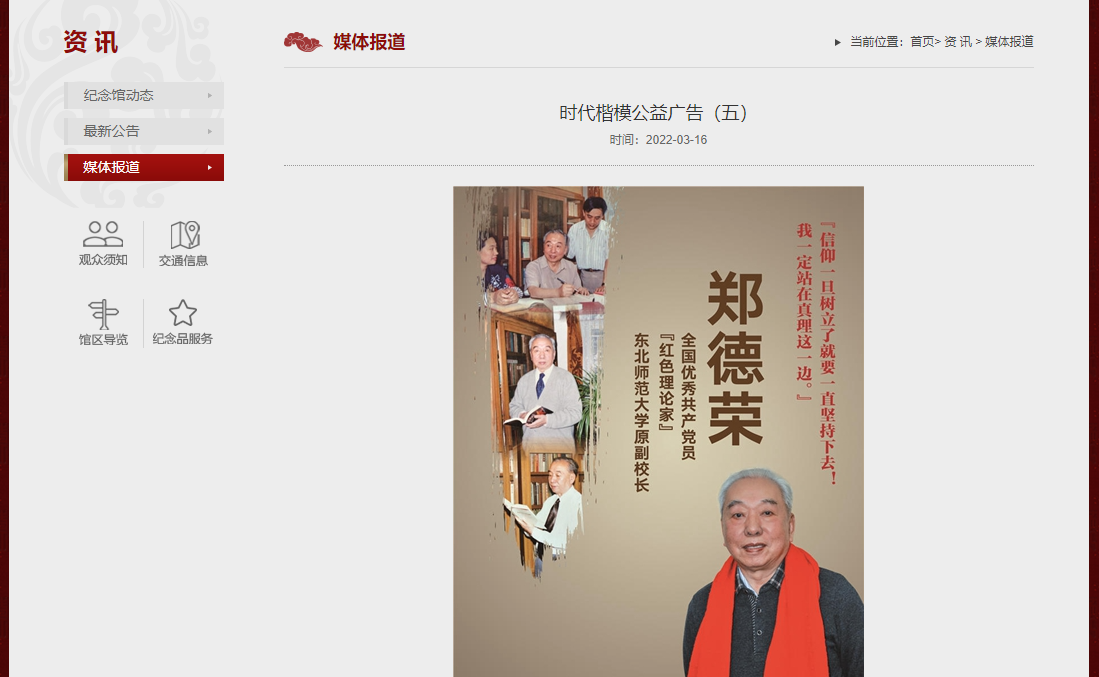 资 讯
纪念馆动态
最新公告
媒体报道
观众须知
交通信息
馆区导览
纪念品服务
媒体报道
当前位置：首页> 资 讯 > 媒体报道
时代楷模公益广告（五）
时间：2022-03-16
『信仰一旦树立了就要一直坚持下去！
我一定站在真理这一边。』
郑德荣
全国优秀共产党员
『红色理论家』
东北师范大学原副校长